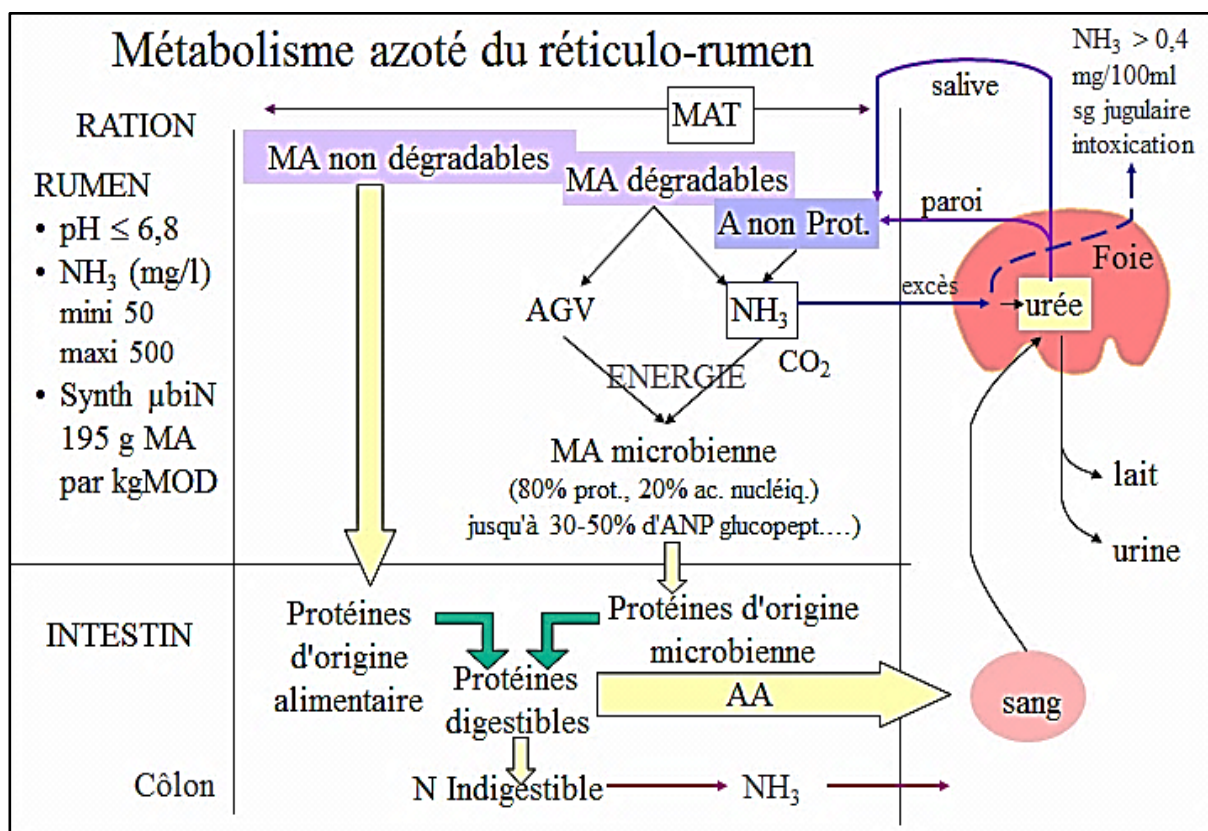 Métabolisme azoté du réticulo-rumen
NH₃ > 0,4
mg/100ml
sg jugulaire
intoxication
salive
RATION
MAT
MA non dégradables
MA dégradables
A non Prot.
paroi
RUMEN
• pH ≤ 6,8
• NH₃ (mg/l)
mini 50
maxi 500
• Synth µbiN
195 g MA
par kgMOD
Foie
AGV
NH₃
excès
urée
CO₂
ENERGIE
MA microbienne
(80% prot., 20% ac. nucléiq.)
jusqu'à 30-50% d'ANP glucopept.…)
lait
urine
INTESTIN
Protéines
d'origine
alimentaire
Protéines d'origine
microbienne
Protéines
digestibles
AA
sang
Côlon
N Indigestible
NH₃